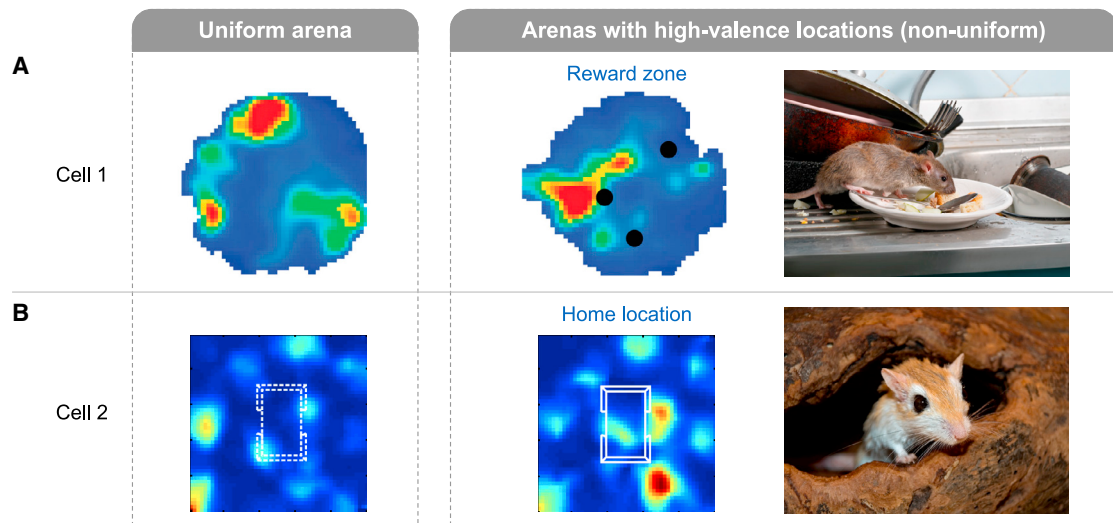 Uniform arena
Arenas with high-valence locations (non-uniform)
A
Reward zone
Cell 1
B
Home location
Cell 2